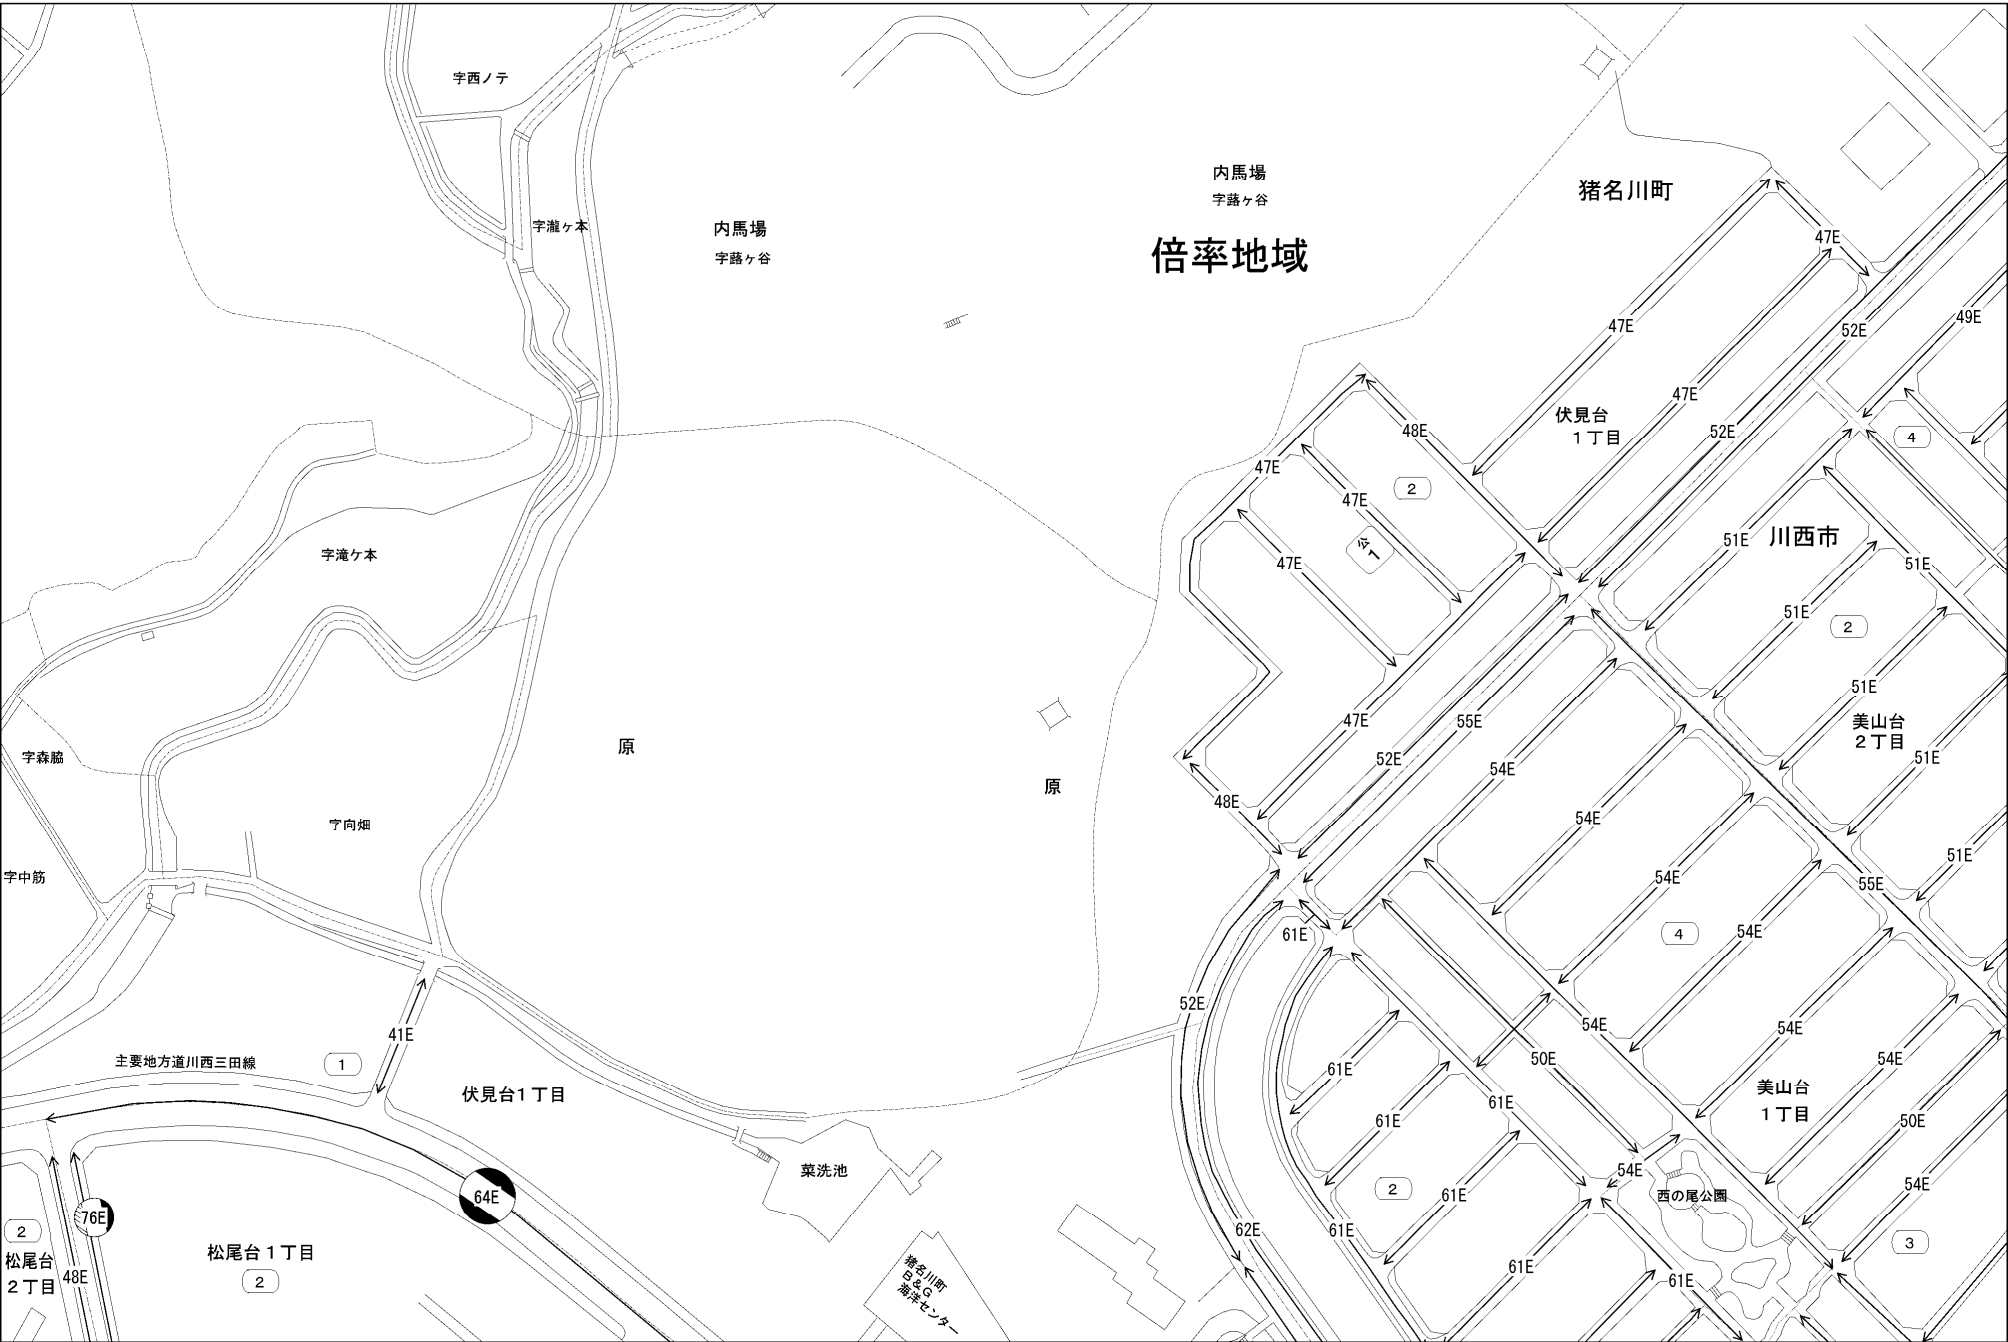 字西ノテ
内馬場
字蕗ヶ谷
猪名川町
字瀧ヶ本
内馬場
字蕗ヶ谷
倍率地域
47E
47E
49E
52E
47E
伏見台
1丁目
48E
52E
4
47E
2
47E
公
1
51E
川西市
字滝ケ本
47E
51E
51E
2
51E
47E
55E
美山台
2丁目
字森脇
原
52E
54E
51E
原
48E
54E
字向畑
51E
字中筋
54E
55E
61E
4
54E
52E
41E
54E
54E
主要地方道川西三田線
1
50E
54E
61E
伏見台1丁目
61E
美山台
1丁目
61E
50E
菜洗池
54E
54E
64E
2
61E
西の尾公園
76E
2
62E
61E
3
松尾台
2丁目
松尾台1丁目
2
48E
61E
61E
猪名川町
B&G
海洋センター